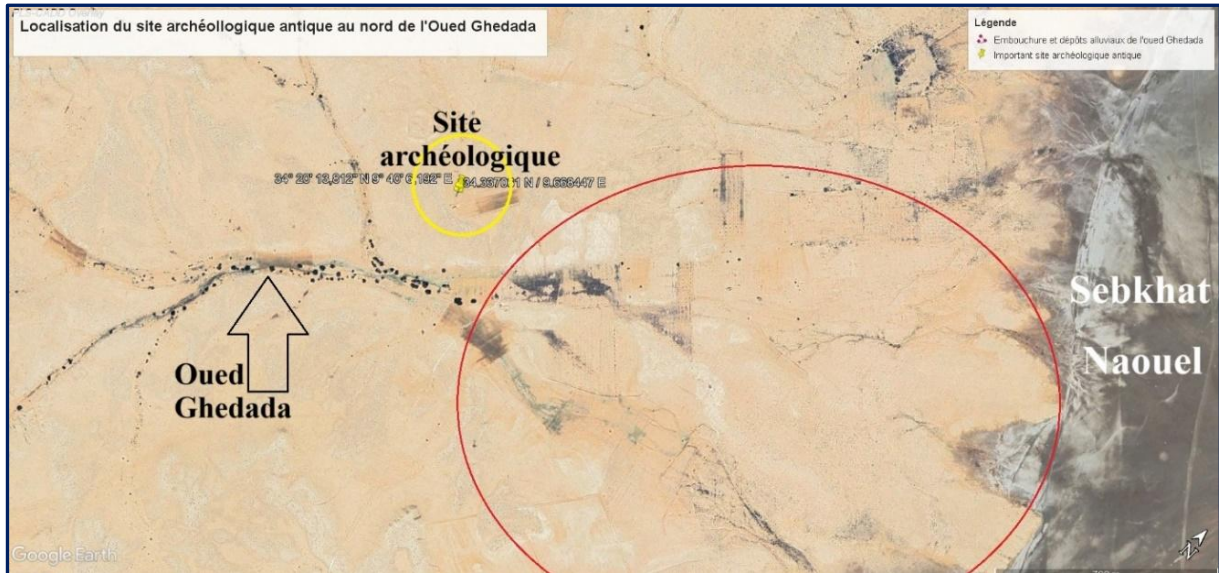 Localisation du site archéollogique antique au nord de l'Oued Ghedada
Légende
Embouchure et dépôts alluviaux de l'oued Ghedada
Important site archéologique antique
Site
archéologique
Sebkhat
Naouel
Oued
Ghedada
Google Earth
N